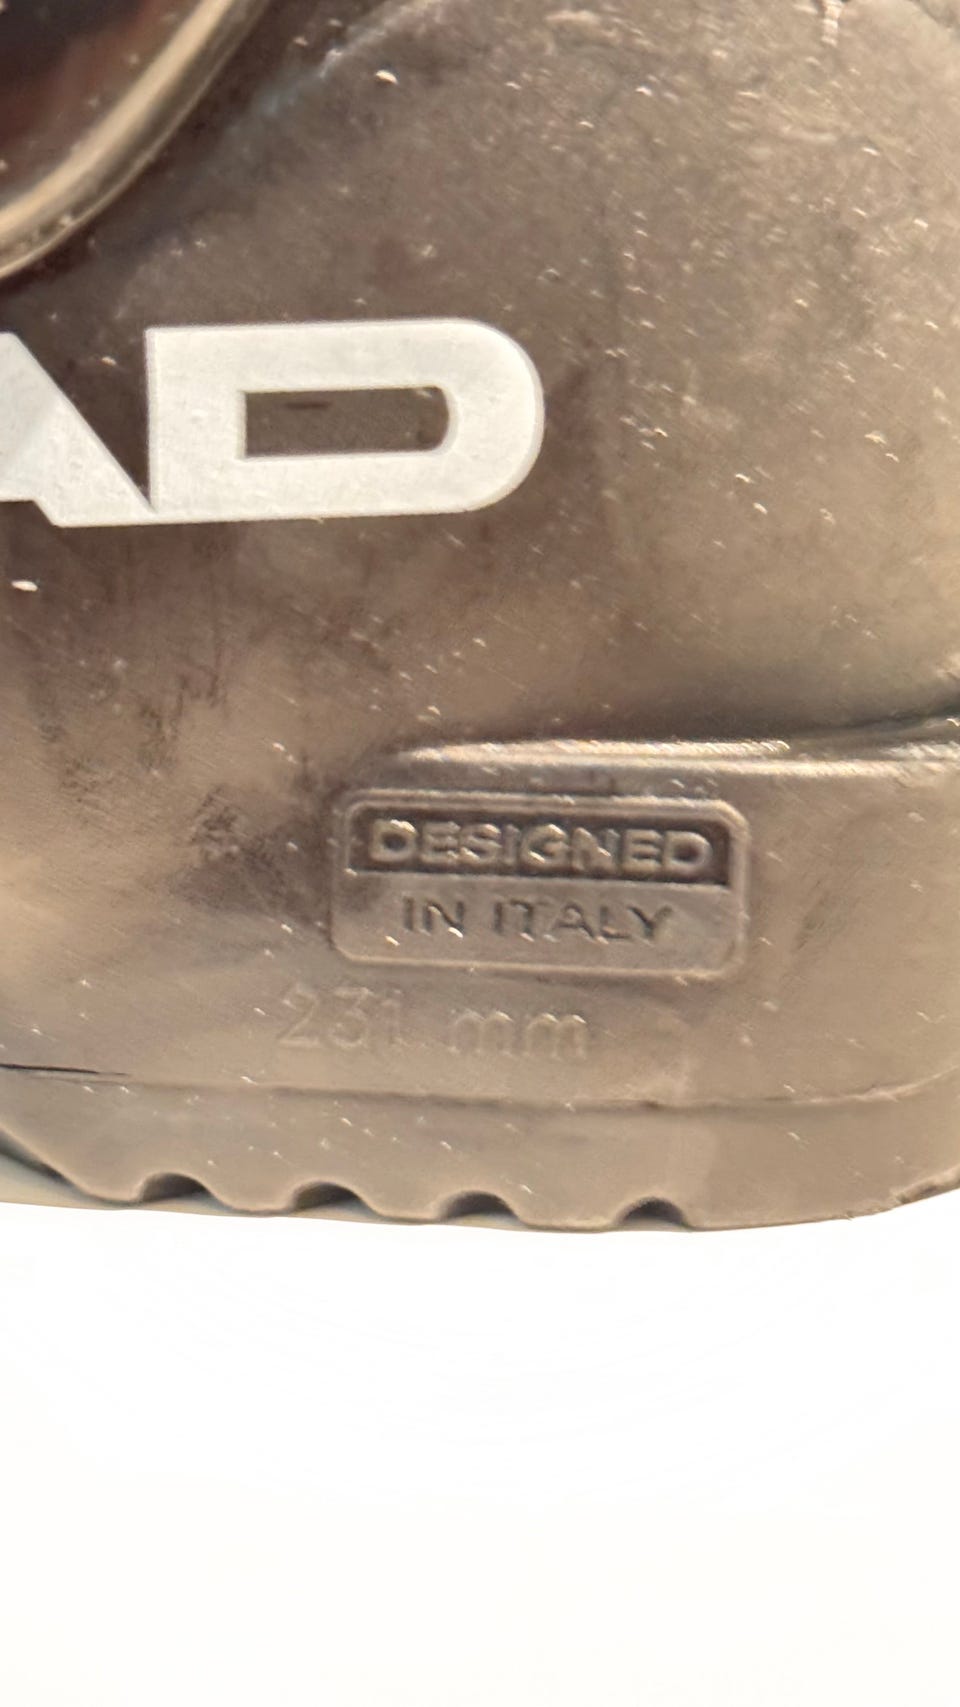 AD
DESIGNED
IN ITALY
231 mm